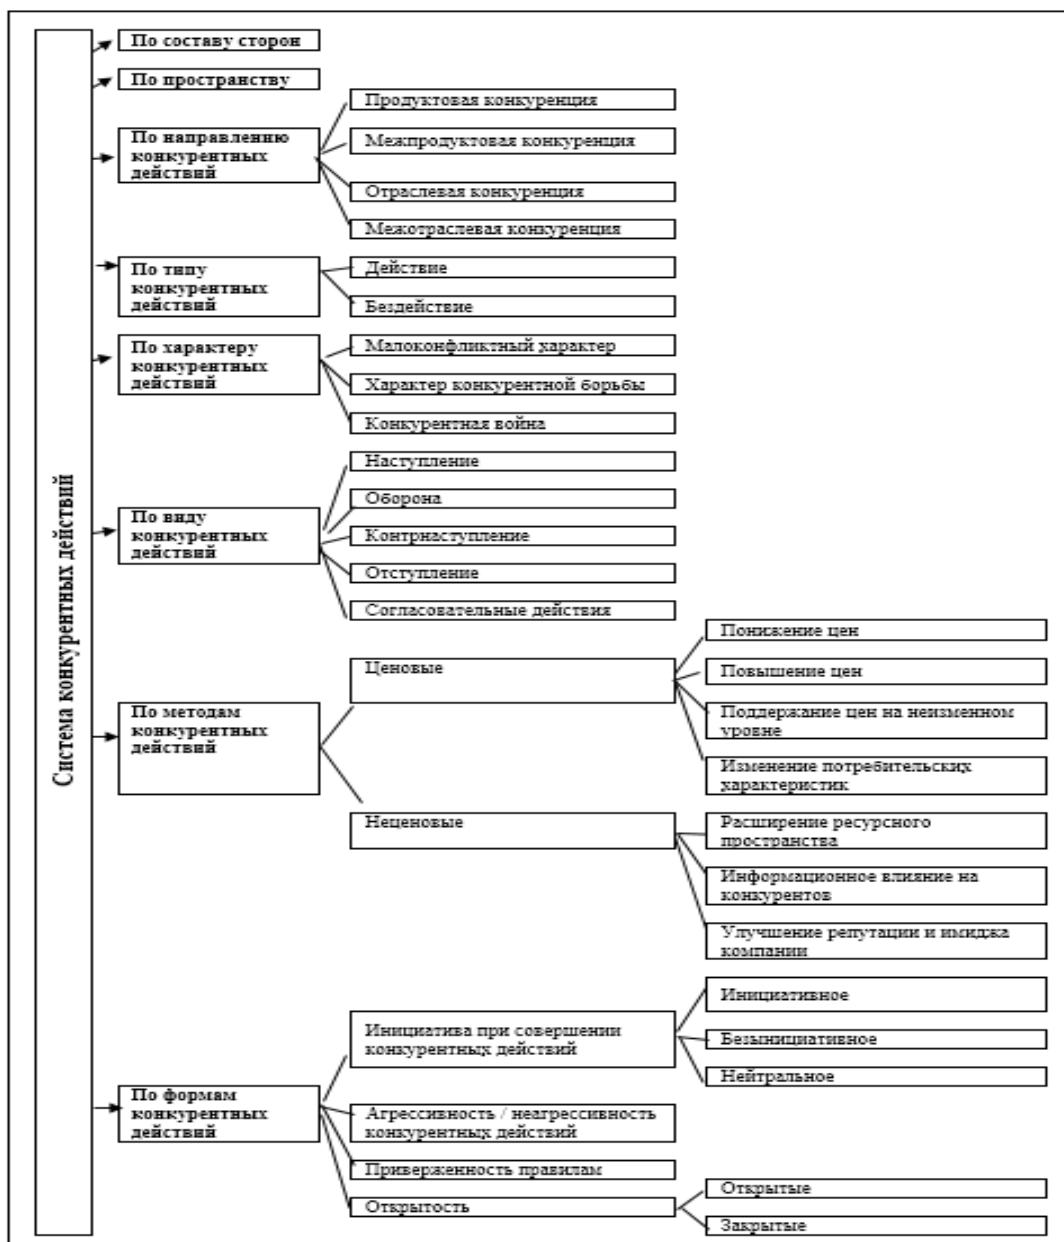 Система конкурентных действий
По составу сторон
По пространству
По направлению
конкурентных
действий
Продуктовая конкуренция
Межпродуктовая конкуренция
Отраслевая конкуренция
Межотраслевая конкуренция
По типу
конкурентных
действий
Действие
Бездействие
По характеру
конкурентных
действий
Малоконфликтный характер
Характер конкурентной борьбы
Конкурентная война
По виду
конкурентных
действий
Наступление
Оборона
Контрнаступление
Отступление
Согласовательные действия
По методам
конкурентных
действий
Ценовые
Понижение цен
Повышение цен
Поддержание цен на неизменном
уровне
Изменение потребительских
характеристик
Неценовые
Расширение ресурсного
пространства
Информационное влияние на
конкурентов
Улучшение репутации и имиджа
компании
По формам
конкурентных
действий
Инициатива при совершении
конкурентных действий
Инициативное
Безынициативное
Нейтральное
Агрессивность / неагрессивность
конкурентных действий
Приверженность правилам
Открытость
Открытые
Закрытые